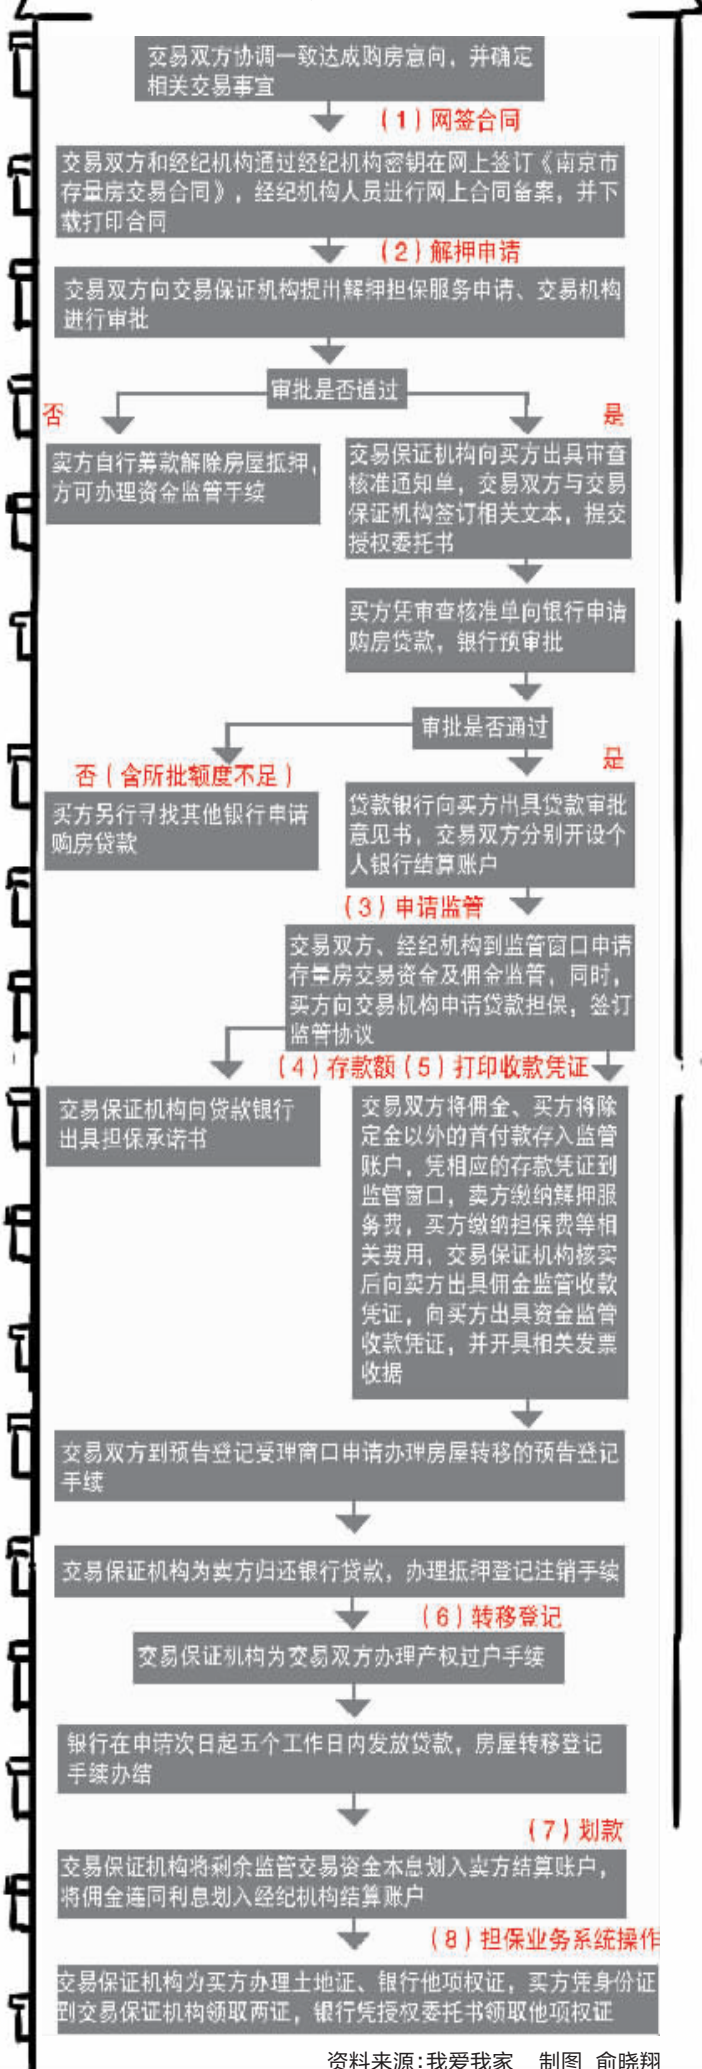 交易双方协调一致达成购房意向，并确定
相关交易事宜
（1）网签合同
交易双方和经纪机构通过经纪机构密钥在网上签订《南京市
存量房交易合同》，经纪机构人员进行网上合同备案，并下
载打印合同
（2）解押申请
交易双方向交易保证机构提出解押担保服务申请、交易机构
进行审批
审批是否通过
否
是
卖方自行筹款解除房屋抵押，
方可办理资金监管手续
交易保证机构向买方出具审查
核准通知单，交易双方与交易
保证机构签订相关文本，提交
授权委托书
买方凭审查核准单向银行申请
购房贷款，银行预审批
审批是否通过
否（含所批额度不足）
是
买方另行寻找其他银行申请
购房贷款
贷款银行向买方出具贷款审批
意见书，交易双方分别开设个
人银行结算账户
（3）申请监管
交易双方、经纪机构到监管窗口申请
存量房交易资金及佣金监管，同时，
买方向交易机构申请贷款担保，签订
监管协议
（4）存款额（5）打印收款凭证
交易保证机构向贷款银行
出具担保承诺书
交易双方将佣金、买方将除
定金以外的首付款存入监管
账户，凭相应的存款凭证到
监管窗口，卖方缴纳解押服
务费，买方缴纳担保费等相
关费用，交易保证机构核实
后向卖方出具佣金监管收款
凭证，向买方出具资金监管
收款凭证，并开具相关发票
收据
交易双方到预告登记受理窗口申请办理房屋转移的预告登记
手续
交易保证机构为卖方归还银行贷款，办理抵押登记注销手续
（6）转移登记
交易保证机构为交易双方办理产权过户手续
银行在申请次日起五个工作日内发放贷款，房屋转移登记
手续办结
（7）划款
交易保证机构将剩余监管交易资金本息划入卖方结算账户，
将佣金连同利息划入经纪机构结算账户
（8）担保业务系统操作
交易保证机构为买方办理土地证、银行他项权证，买方凭身份证
到交易保证机构领取两证，银行凭授权委托书领取他项权证
资料来源：我爱我家 制图 俞晓翔